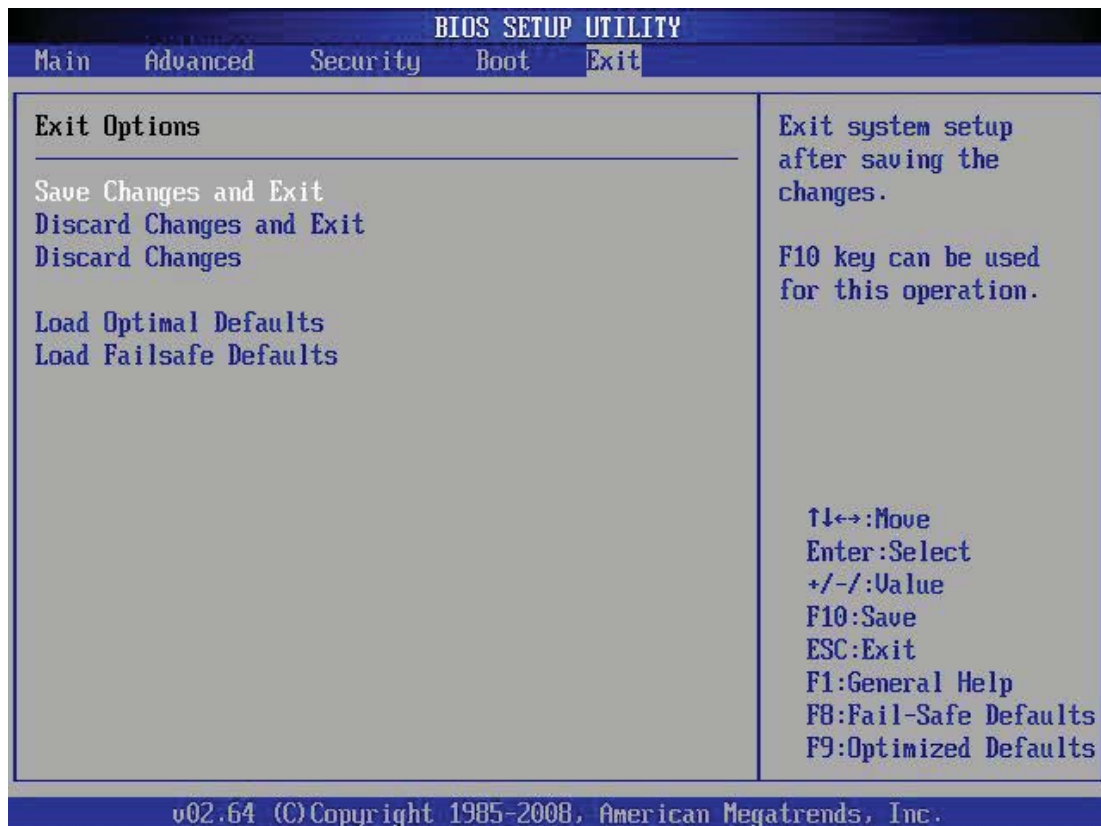 BIOS SETUP UTILITY
Main Advanced Security Boot Exit
Exit Options
Save Changes and Exit
Discard Changes and Exit
Discard Changes
Load Optimal Defaults
Load Failsafe Defaults
Exit system setup
after saving the
changes.
F10 key can be used
for this operation.
↑↓←→:Move
Enter:Select
+/-/:Value
F10:Save
ESC:Exit
F1:General Help
F8:Fail-Safe Defaults
F9:Optimized Defaults
v02.64 (C)Copyright 1985-2008, American Megatrends, Inc.